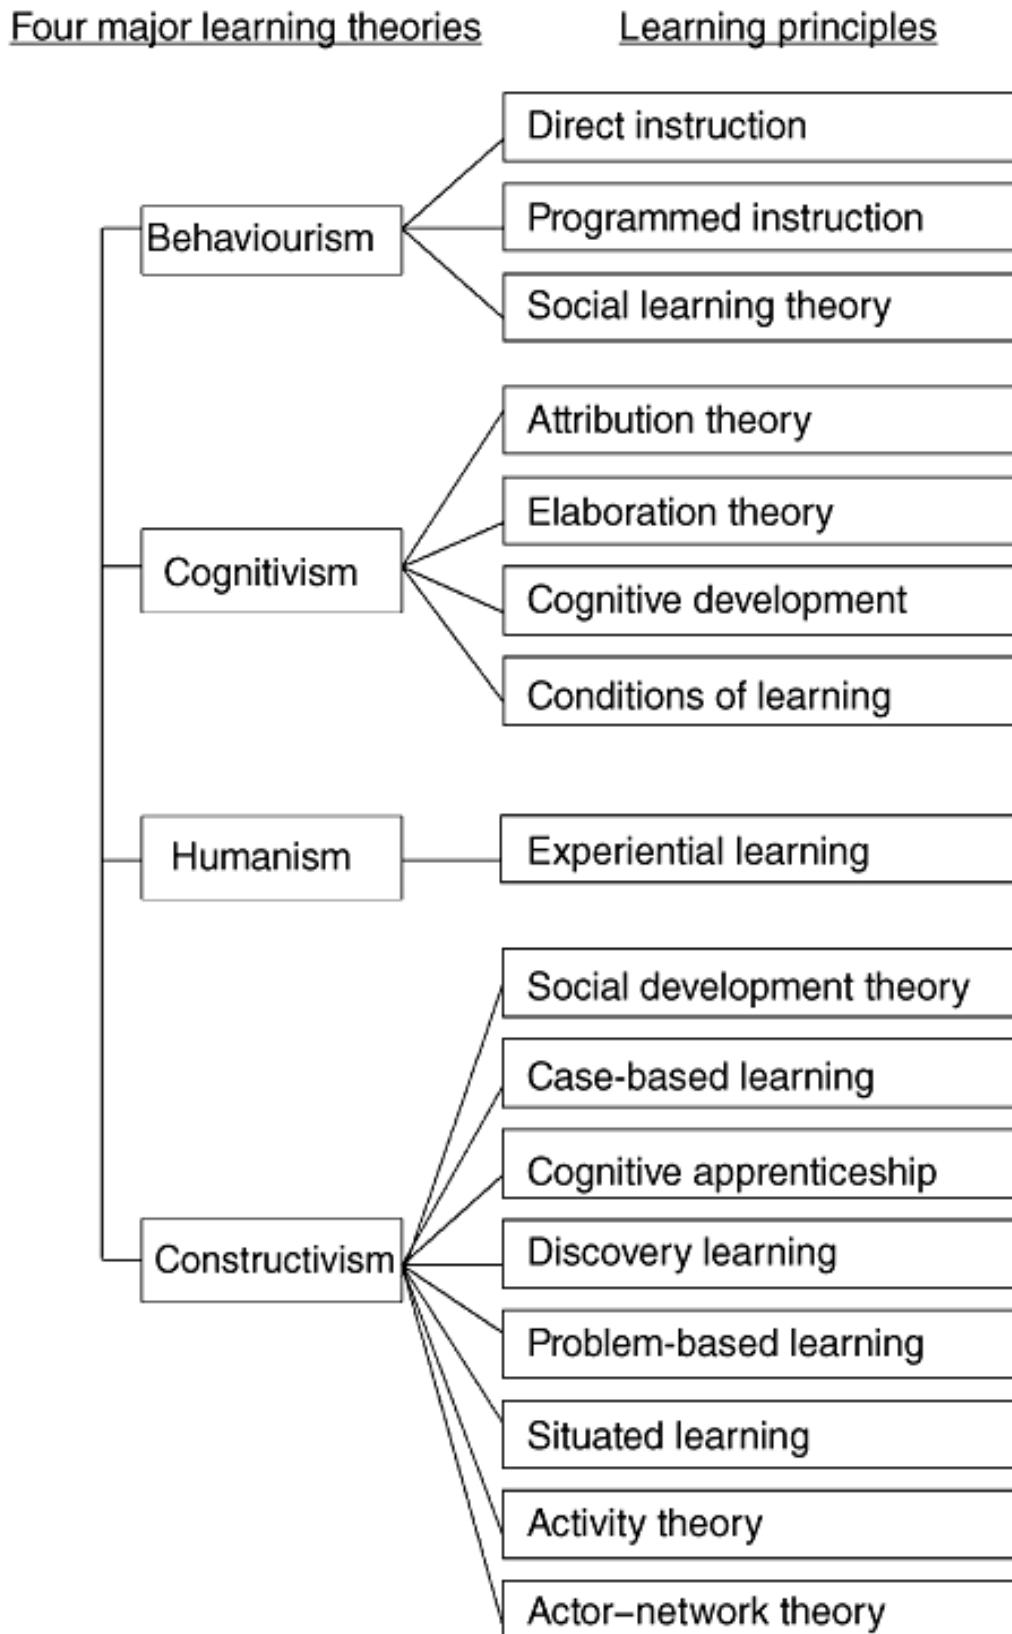 Four major learning theories
Learning principles
Behaviourism
Direct instruction
Programmed instruction
Social learning theory
Cognitivism
Attribution theory
Elaboration theory
Cognitive development
Conditions of learning
Humanism
Experiential learning
Constructivism
Social development theory
Case-based learning
Cognitive apprenticeship
Discovery learning
Problem-based learning
Situated learning
Activity theory
Actor–network theory